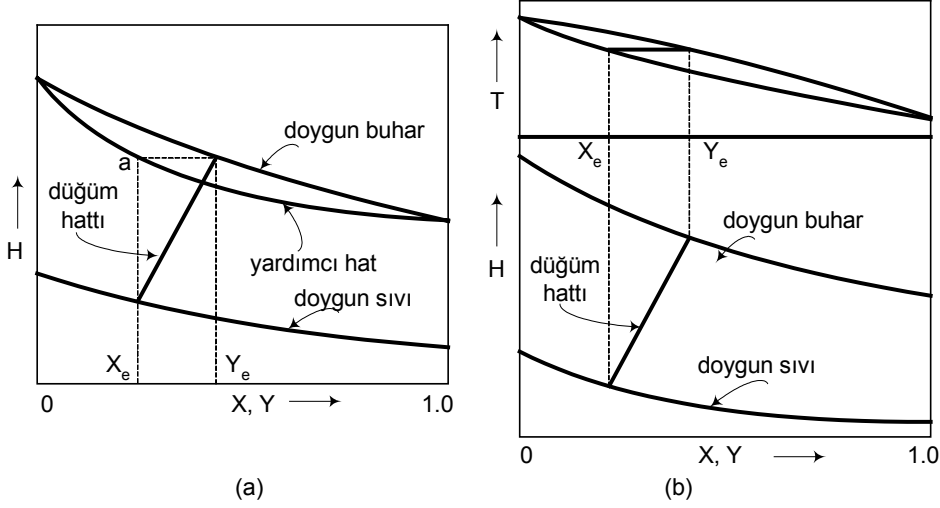 doygun buhar
a
düğüm
hattı
H
yardımcı hat
doygun sıvı
Xe
Ye
0
X, Y
1.0
(a)
T
Xe
Ye
doygun buhar
H
düğüm
hattı
doygun sıvı
0
X, Y
1.0
(b)